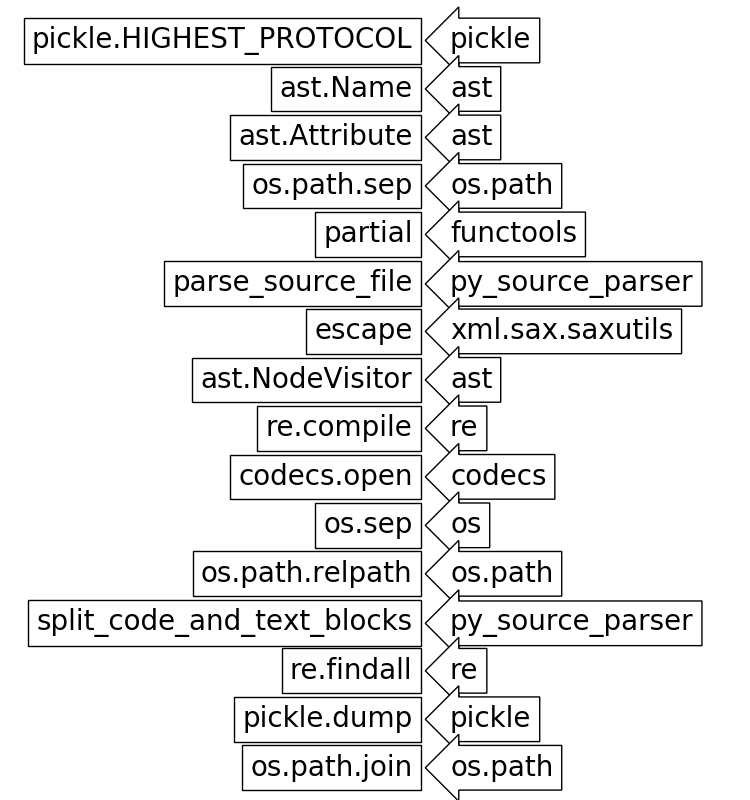 pickle.HIGHEST_PROTOCOL pickle
ast.Name ast
ast.Attribute ast
os.path.sep os.path
partial functools
parse_source_file py_source_parser
escape xml.sax.saxutils
ast.NodeVisitor ast
re.compile re
codecs.open codecs
os.sep os
os.path.relpath os.path
split_code_and_text_blocks py_source_parser
re.findall re
pickle.dump pickle
os.path.join os.path